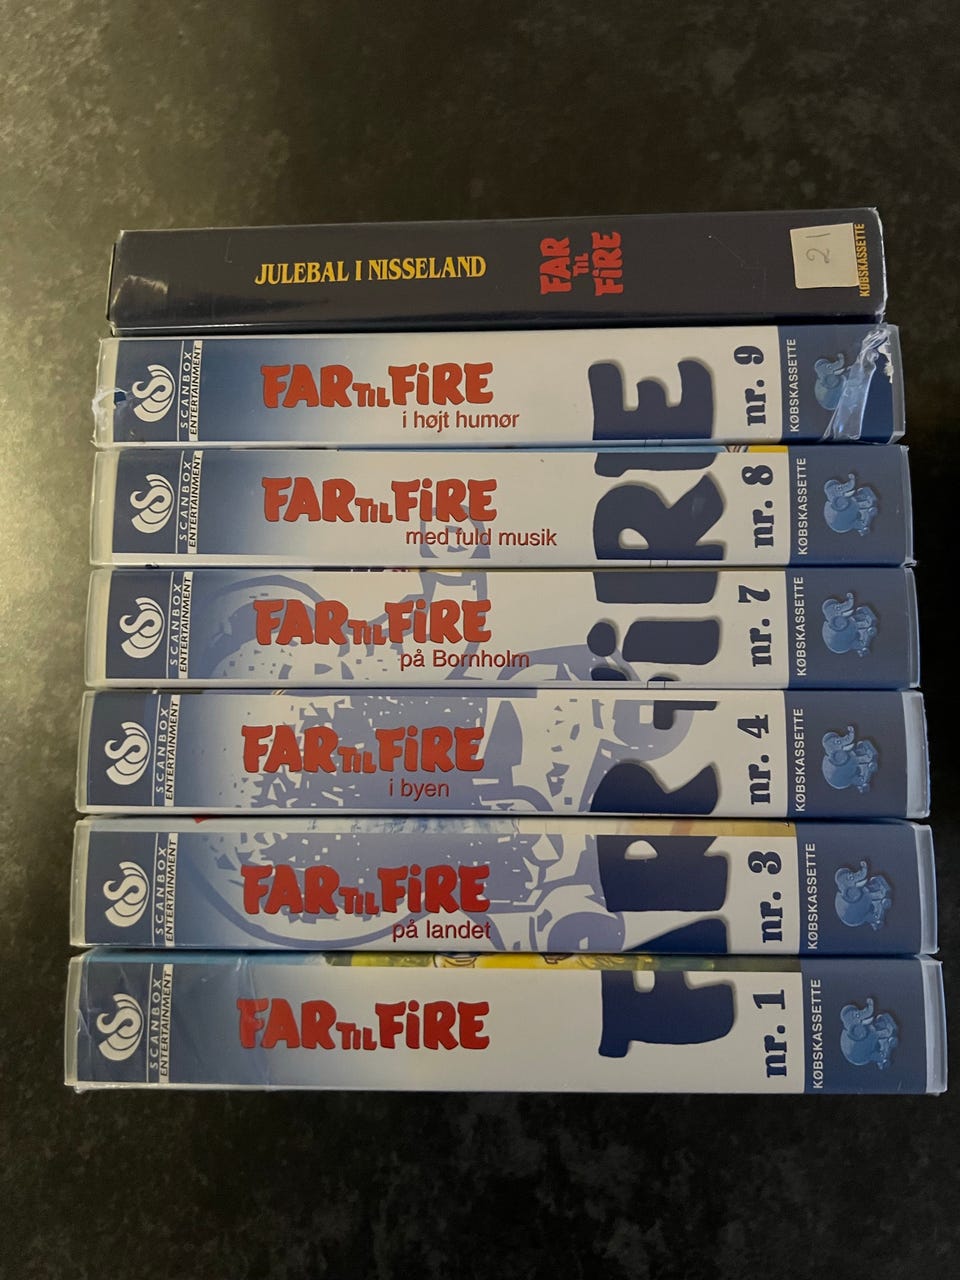 JULEBAL I NISSELAND
FAR
TIL
FiRE
21
KØBSKASSETTE
SCANBOX
ENTERTAINMENT
FAR TIL FiRE
i højt humør
nr. 9
KØBSKASSETTE
SCANBOX
ENTERTAINMENT
FAR TIL FiRE
med fuld musik
nr. 8
KØBSKASSETTE
SCANBOX
ENTERTAINMENT
FAR TIL FiRE
på Bornholm
nr. 7
KØBSKASSETTE
SCANBOX
ENTERTAINMENT
FAR TIL FiRE
i byen
nr. 4
KØBSKASSETTE
SCANBOX
ENTERTAINMENT
FAR TIL FiRE
på landet
nr. 3
KØBSKASSETTE
SCANBOX
ENTERTAINMENT
FAR TIL FiRE
nr. 1
KØBSKASSETTE